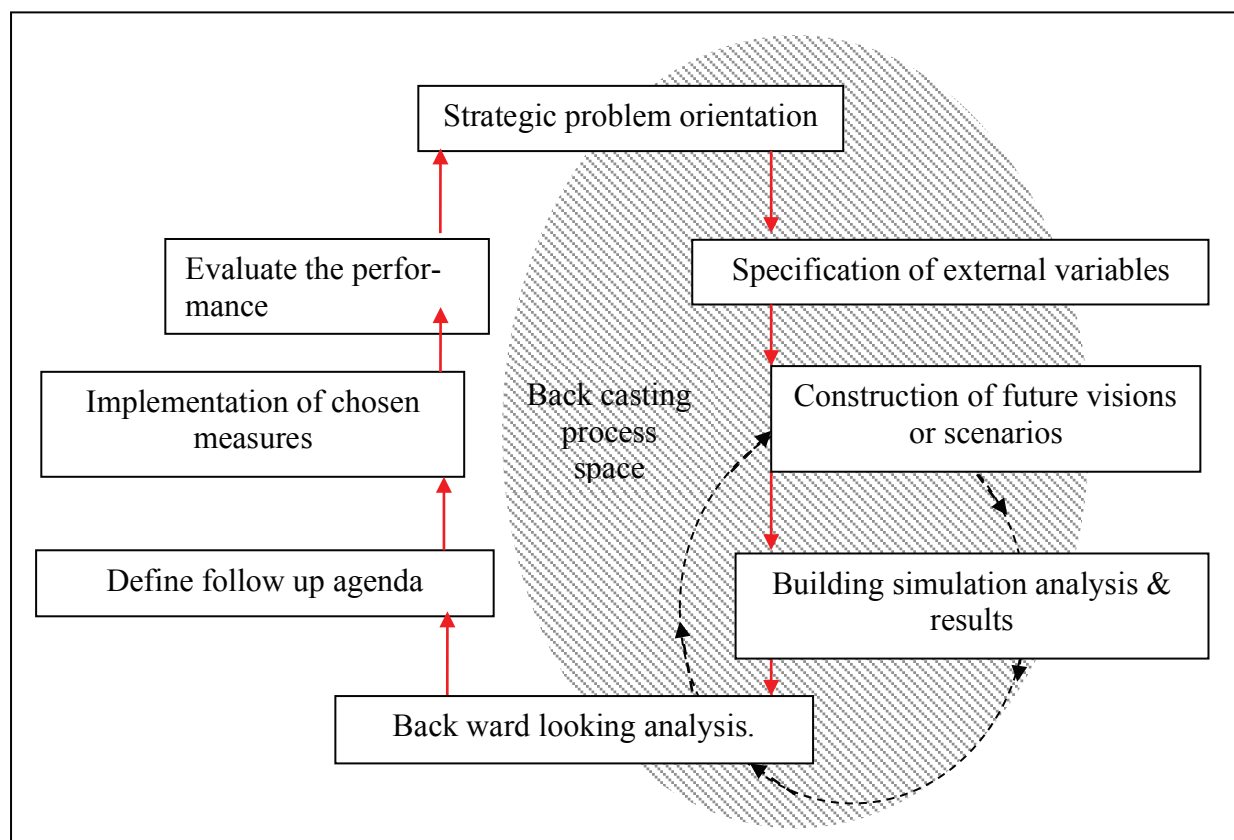 Strategic problem orientation
Specification of external variables
Construction of future visions
or scenarios
Building simulation analysis &
results
Back ward looking analysis.
Define follow up agenda
Implementation of chosen
measures
Evaluate the perfor-
mance
Back casting
process
space